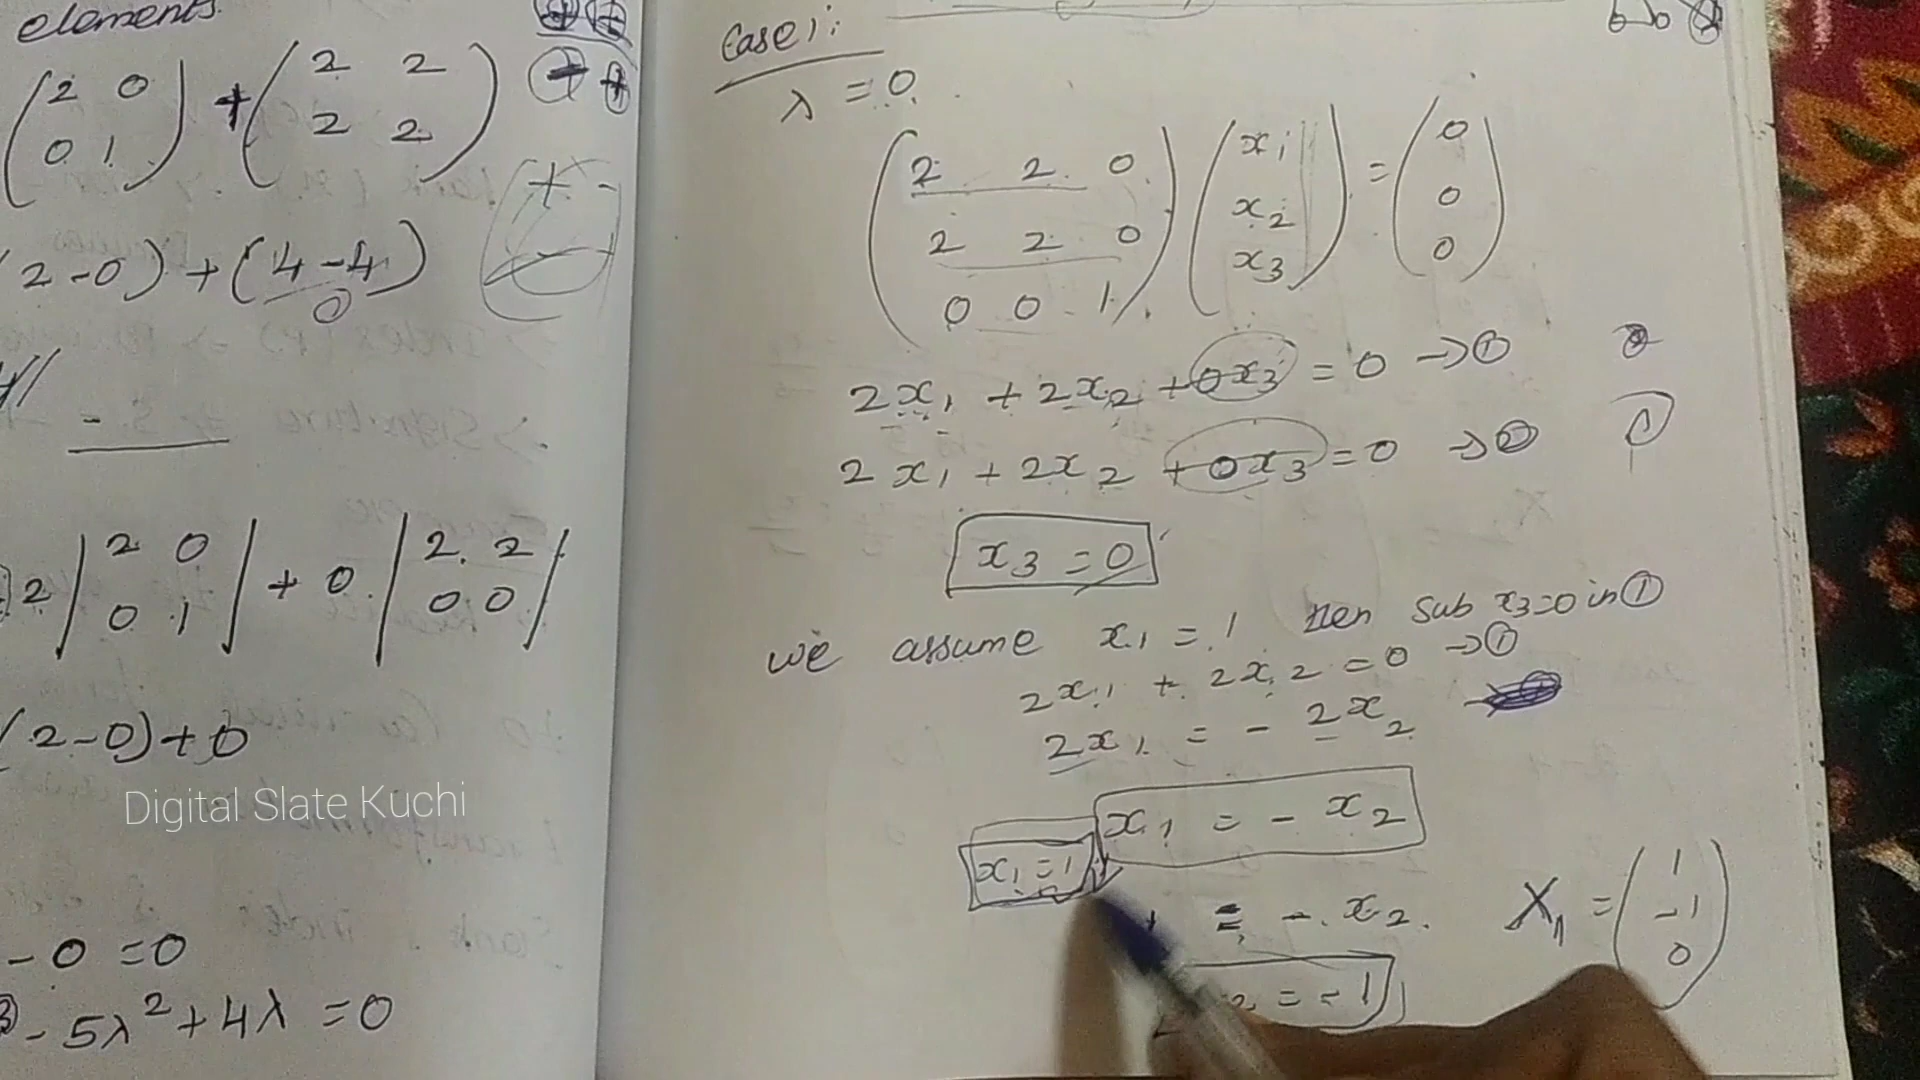 elements
(2 0
0 1) + (2 2
2 2)
(2-0) + (4-4)
0
2 |2 0
0 1| + 0 |2 2
0 0|
(2-0)+0
Digital Slate Kuchi
-0 =0
- 5λ² + 4λ = 0
Case i:
λ = 0
(2 2 0
2 2 0
0 0 1) (x1
x2
x3) = (0
0
0)
2x1 + 2x2 + 0x3 = 0 → ①
2x1 + 2x2 + 0x3 = 0 → ②
x3 = 0
we assume x1 = 1 then sub x3=0 in ①
2x1 + 2x2 = 0 → ①
2x1 = - 2x2
x1 = - x2
x1 = 1
= - x2
2 = -1
X1 = (1
-1
0)